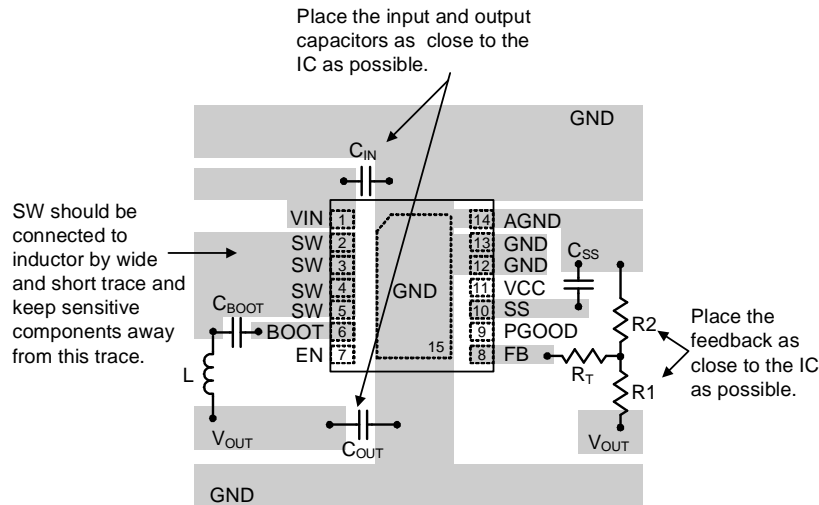 Place the input and output
capacitors as close to the
IC as possible.
GND
CIN
SW should be
connected to
inductor by wide
and short trace and
keep sensitive
components away
from this trace.
VIN 1
SW 2
SW 3
SW 4
SW 5
BOOT 6
EN 7
GND
15
14 AGND
13 GND
12 GND
11 VCC
10 SS
9 PGOOD
8 FB
CSS
CBOOT
L
VOUT
COUT
RT
R2
R1
VOUT
Place the
feedback as
close to the IC
as possible.
GND